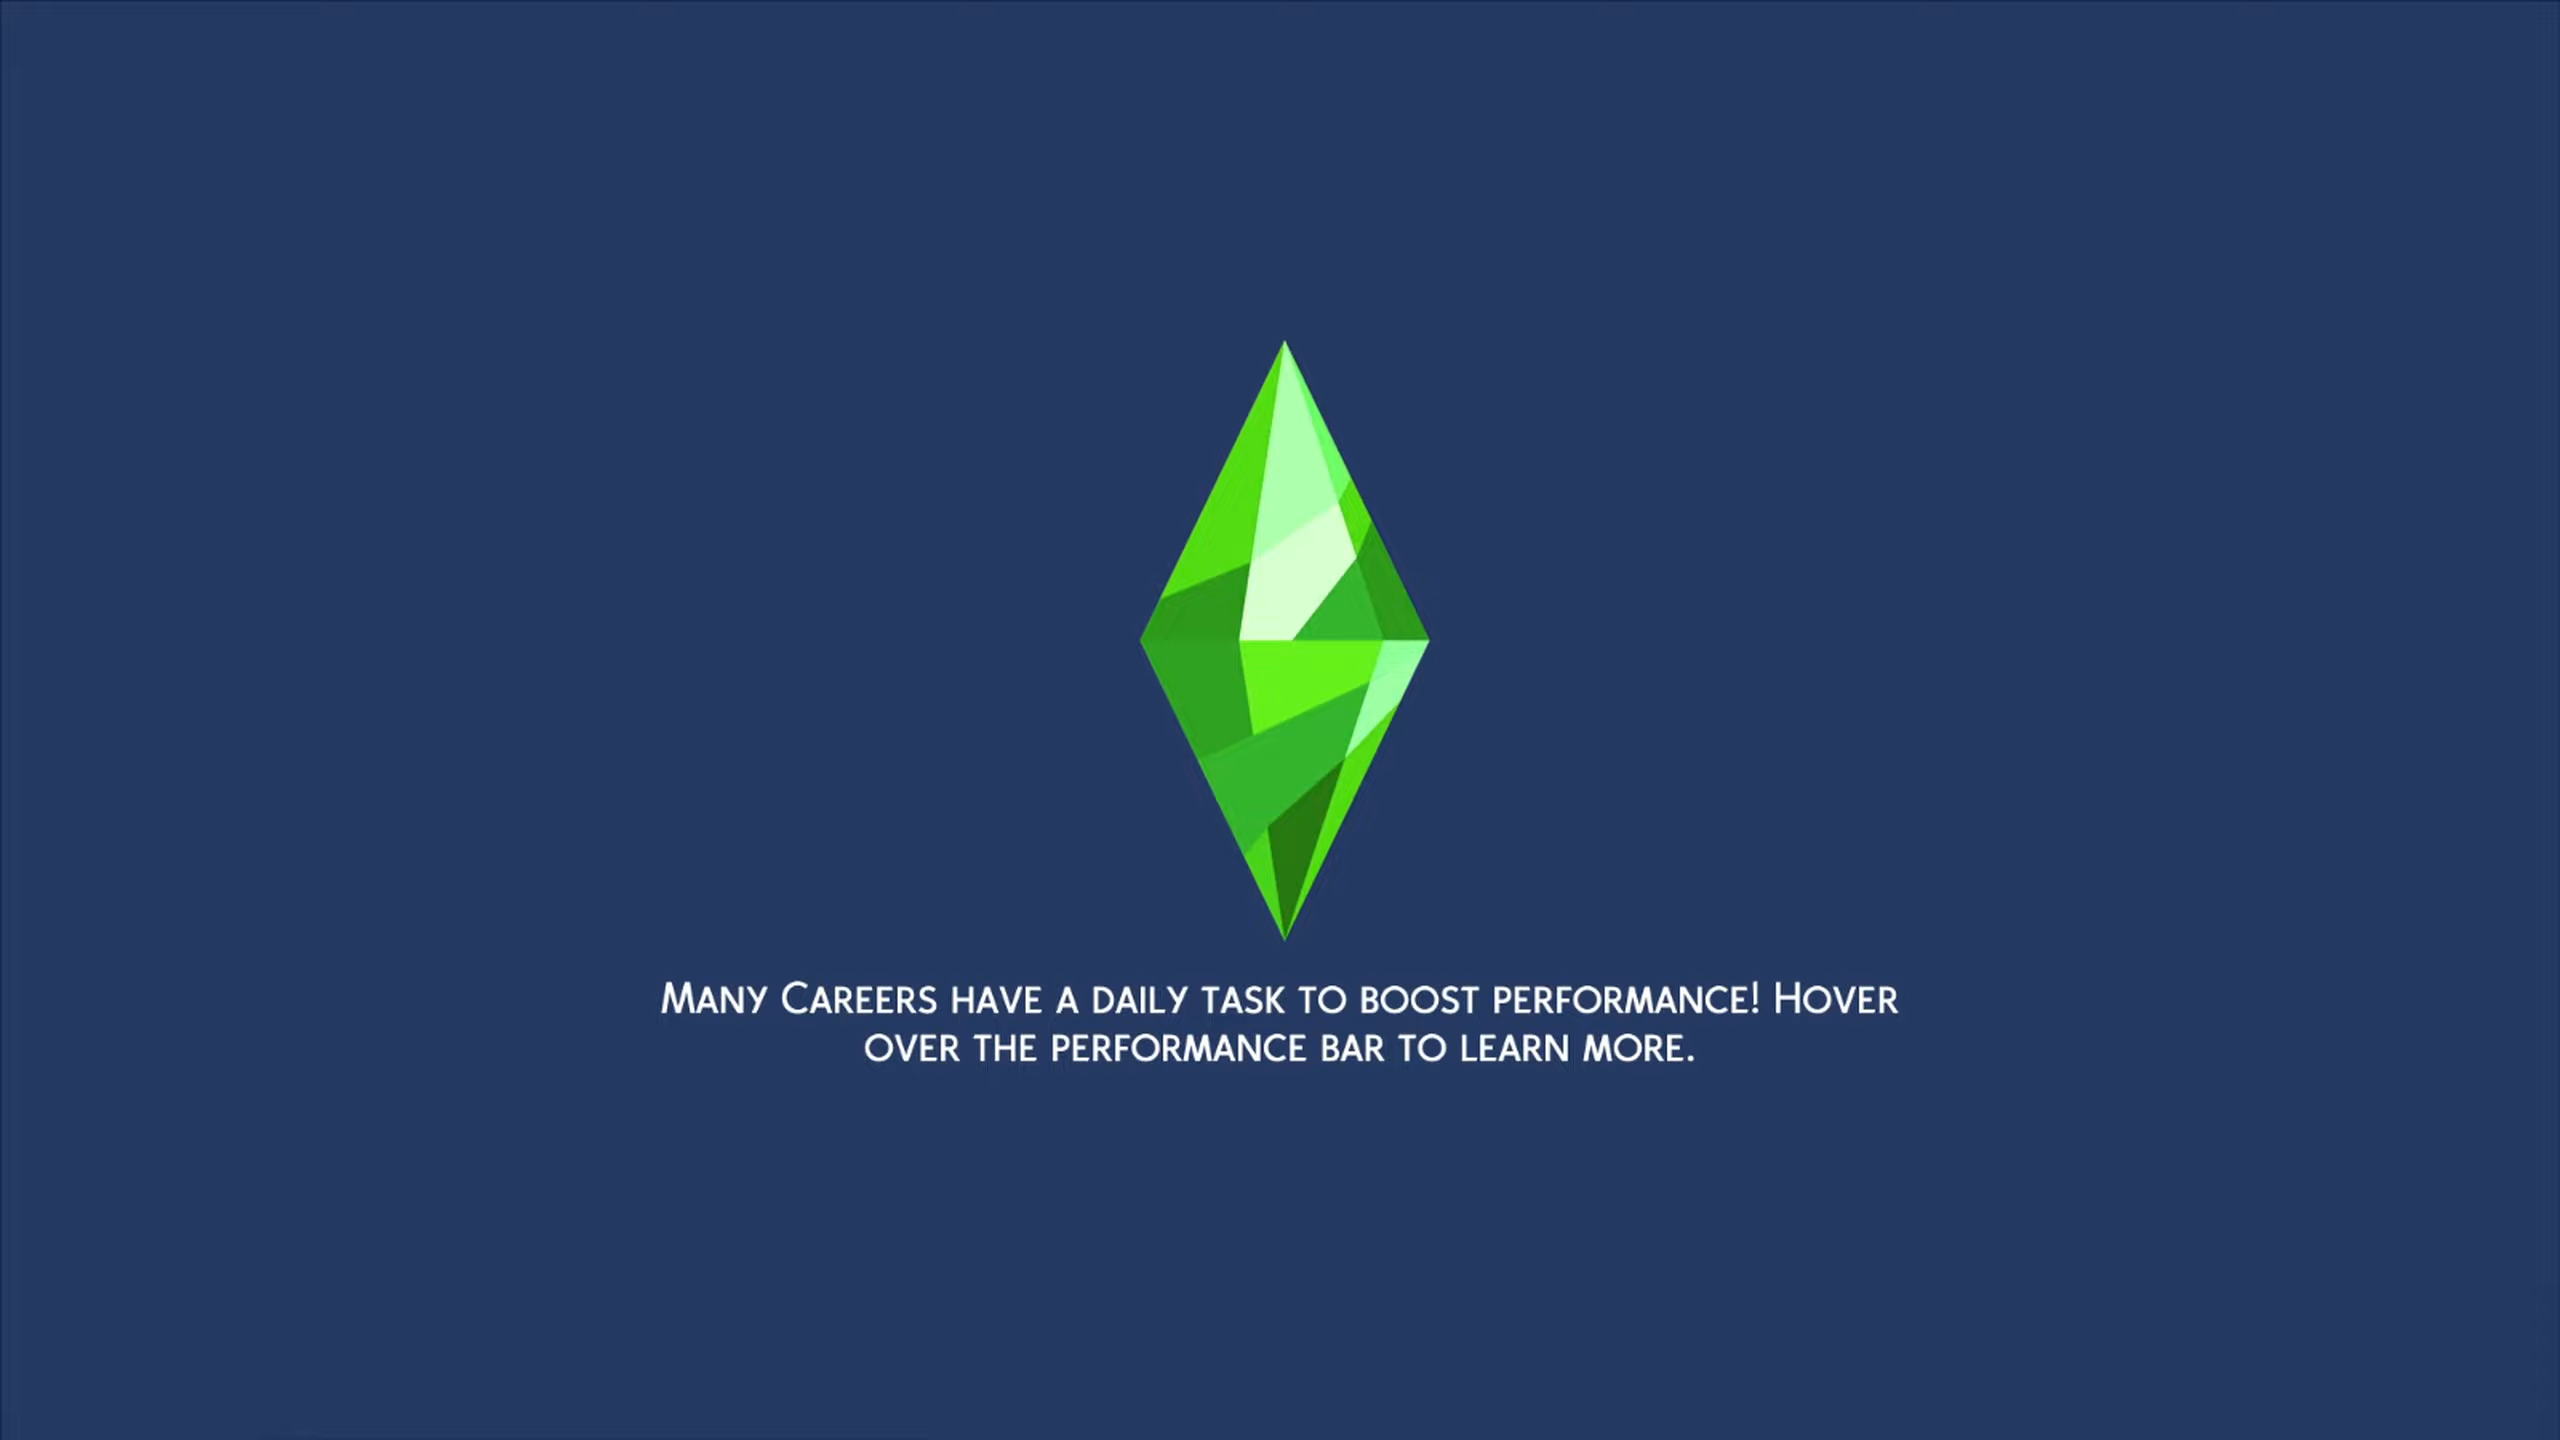 Many Careers have a daily task to boost performance! Hover
over the performance bar to learn more.